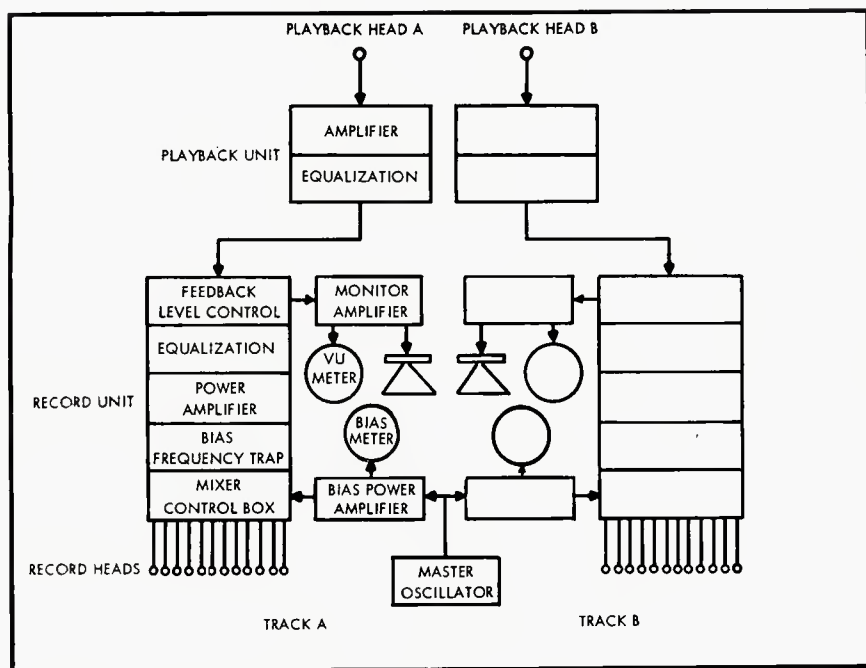 PLAYBACK HEAD A
PLAYBACK HEAD B
PLAYBACK UNIT
AMPLIFIER
EQUALIZATION
RECORD UNIT
FEEDBACK
LEVEL CONTROL
EQUALIZATION
POWER
AMPLIFIER
BIAS
FREQUENCY TRAP
MIXER
CONTROL BOX
MONITOR
AMPLIFIER
VU
METER
BIAS
METER
BIAS POWER
AMPLIFIER
MASTER
OSCILLATOR
RECORD HEADS
TRACK A
TRACK B